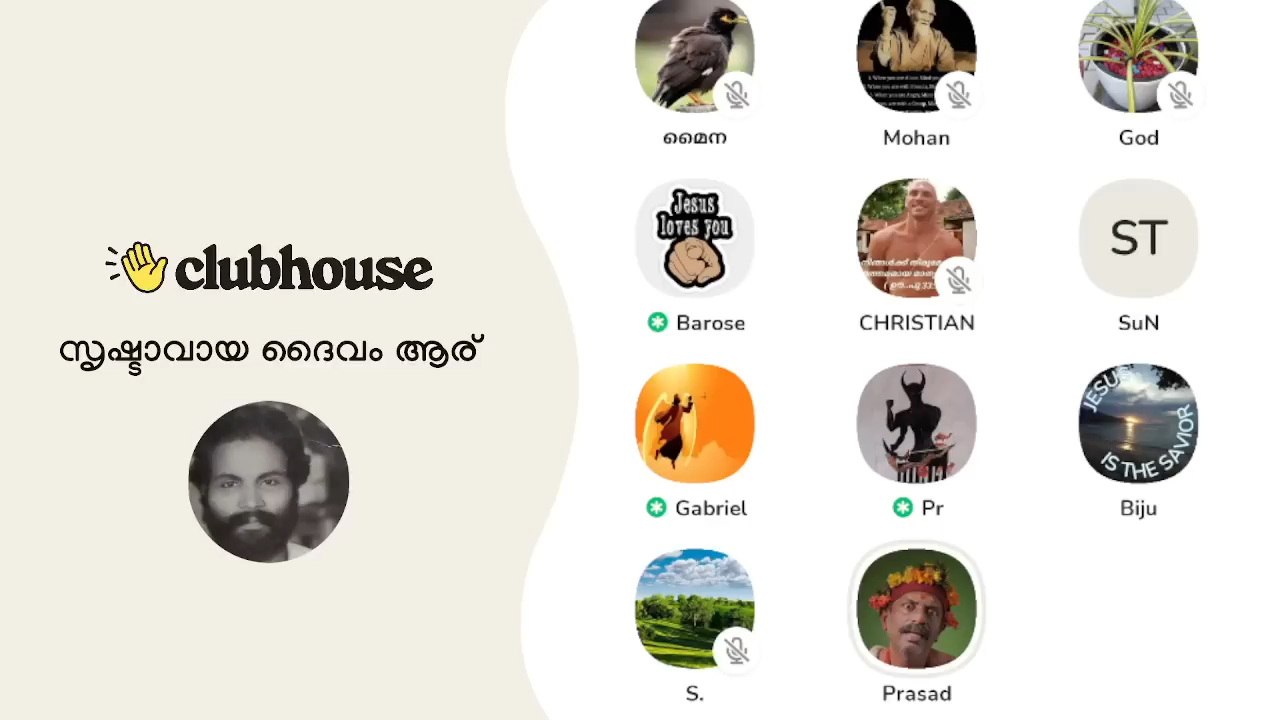 clubhouse
സൃഷ്ടാവായ ദൈവം ആര്
മൈന
Mohan
God
Jesus
loves you
ST
Barose
CHRISTIAN
SuN
JESUS
IS THE SAVIOR
Gabriel
Pr
Biju
S.
Prasad